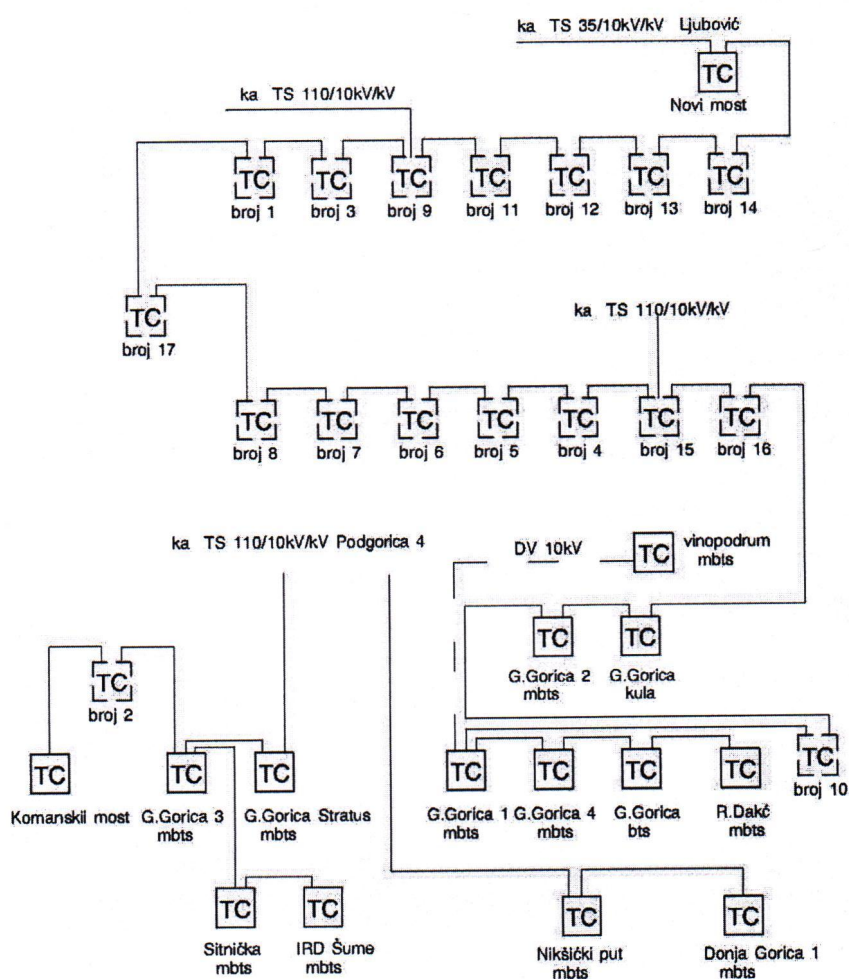 ka TS 35/10kV/kV Ljubović
TC
Novi most
ka TS 110/10kV/kV
TC TC TC TC TC TC TC
broj 1 broj 3 broj 9 broj 11 broj 12 broj 13 broj 14
TC
broj 17
ka TS 110/10kV/kV
TC TC TC TC TC TC TC
broj 8 broj 7 broj 6 broj 5 broj 4 broj 15 broj 16
ka TS 110/10kV/kV Podgorica 4
DV 10kV
TC
vinopodrum
mbts
TC TC
G.Gorica 2 G.Gorica
mbts kula
TC
broj 2
TC TC TC
Komanskii most G.Gorica 3 G.Gorica Stratus
mbts mbts
TC TC TC TC TC
G.Gorica 1 G.Gorica 4 G.Gorica R.Dakć broj 10
mbts mbts bts mbts
TC TC
Sitnička IRD Šume
mbts mbts
TC TC
Nikšićki put Donja Gorica 1
mbts mbts